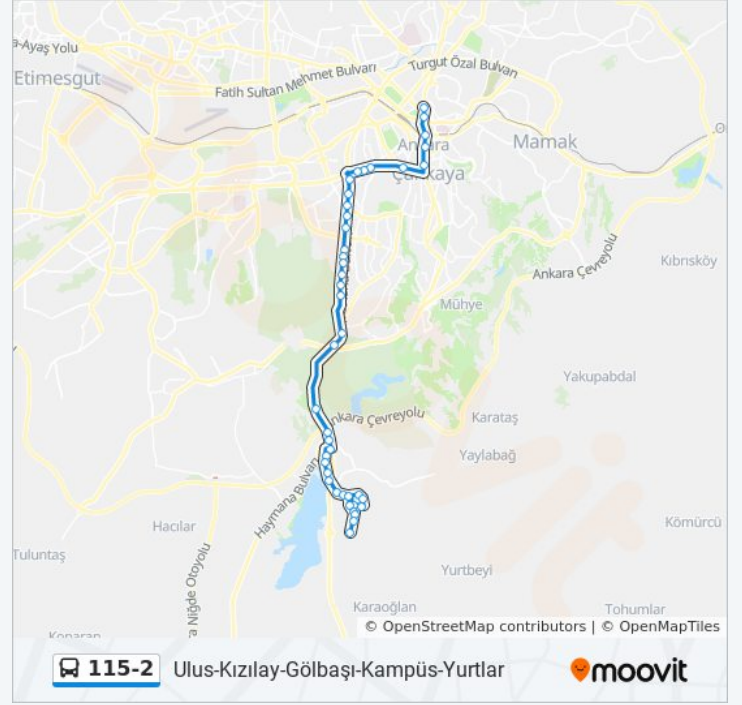 a-Ayaş Yolu
Turgut Özal Bulvarı
Etimesgut
Fatih Sultan Mehmet Bulvarı
Ankara
Mamak
Çankaya
Kıbrısköy
Ankara Çevreyolu
Mühye
Yakupabdal
Ankara Çevreyolu
Karataş
Yaylabağ
Haymana Bulvarı
Hacılar
Kömürcü
Tuluntaş
a Niğde Otoyolu
Yurtbeyi
Karaoğlan
Tohumlar
© OpenStreetMap contributors | © OpenMapTiles
115-2 Ulus-Kızılay-Gölbaşı-Kampüs-Yurtlar moovit